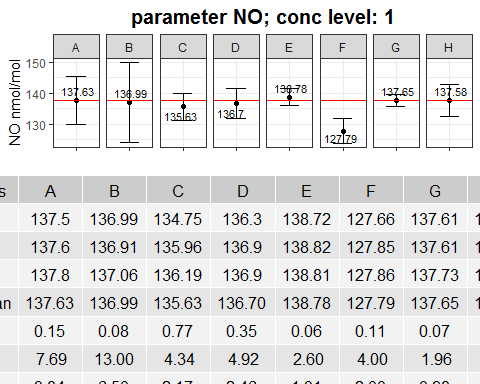 parameter NO; conc level: 1
A B C D E F G H
NO nmol/mol
150
140
130
137.63 136.99 135.63 136.7 138.78 127.79 137.65 137.58
s A B C D E F G
137.5 136.99 134.75 136.3 138.72 127.66 137.61 1
137.6 136.91 135.96 136.9 138.82 127.85 137.61 1
137.8 137.06 136.19 136.9 138.81 127.86 137.73 1
an 137.63 136.99 135.63 136.70 138.78 127.79 137.65 1
0.15 0.08 0.77 0.35 0.06 0.11 0.07
7.69 13.00 4.34 4.92 2.60 4.00 1.96